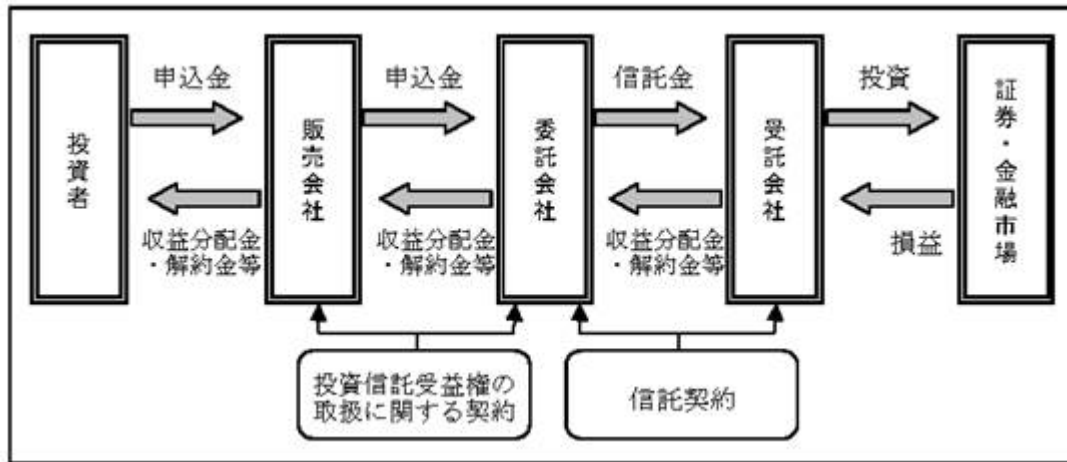 投資者
申込金
収益分配金
・解約金等
販売会社
申込金
収益分配金
・解約金等
委託会社
信託金
収益分配金
・解約金等
受託会社
投資
損益
証券・金融市場
投資信託受益権の
取扱に関する契約
信託契約